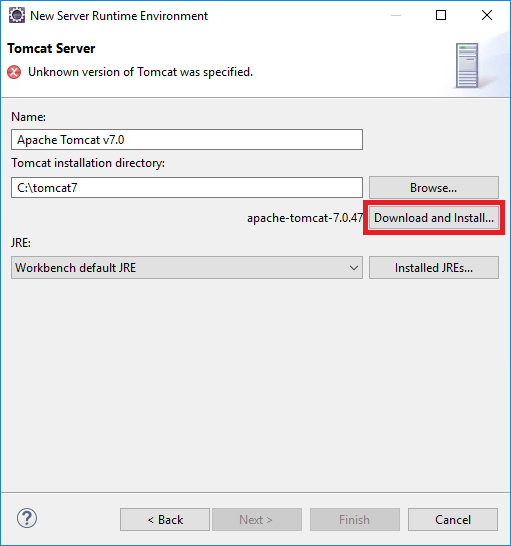 New Server Runtime Environment
Tomcat Server
Unknown version of Tomcat was specified.
Name:
Apache Tomcat v7.0
Tomcat installation directory:
C:\tomcat7
Browse...
apache-tomcat-7.0.47 Download and Install...
JRE:
Workbench default JRE
Installed JREs...
?
< Back Next > Finish Cancel